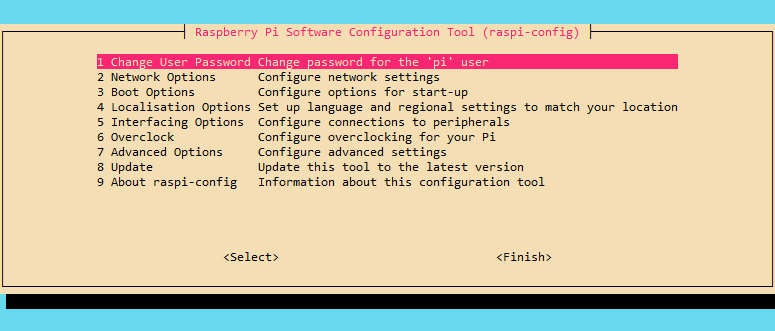 Raspberry Pi Software Configuration Tool (raspi-config)
1 Change User Password Change password for the 'pi' user
2 Network Options Configure network settings
3 Boot Options Configure options for start-up
4 Localisation Options Set up language and regional settings to match your location
5 Interfacing Options Configure connections to peripherals
6 Overclock Configure overclocking for your Pi
7 Advanced Options Configure advanced settings
8 Update Update this tool to the latest version
9 About raspi-config Information about this configuration tool
<Select> <Finish>